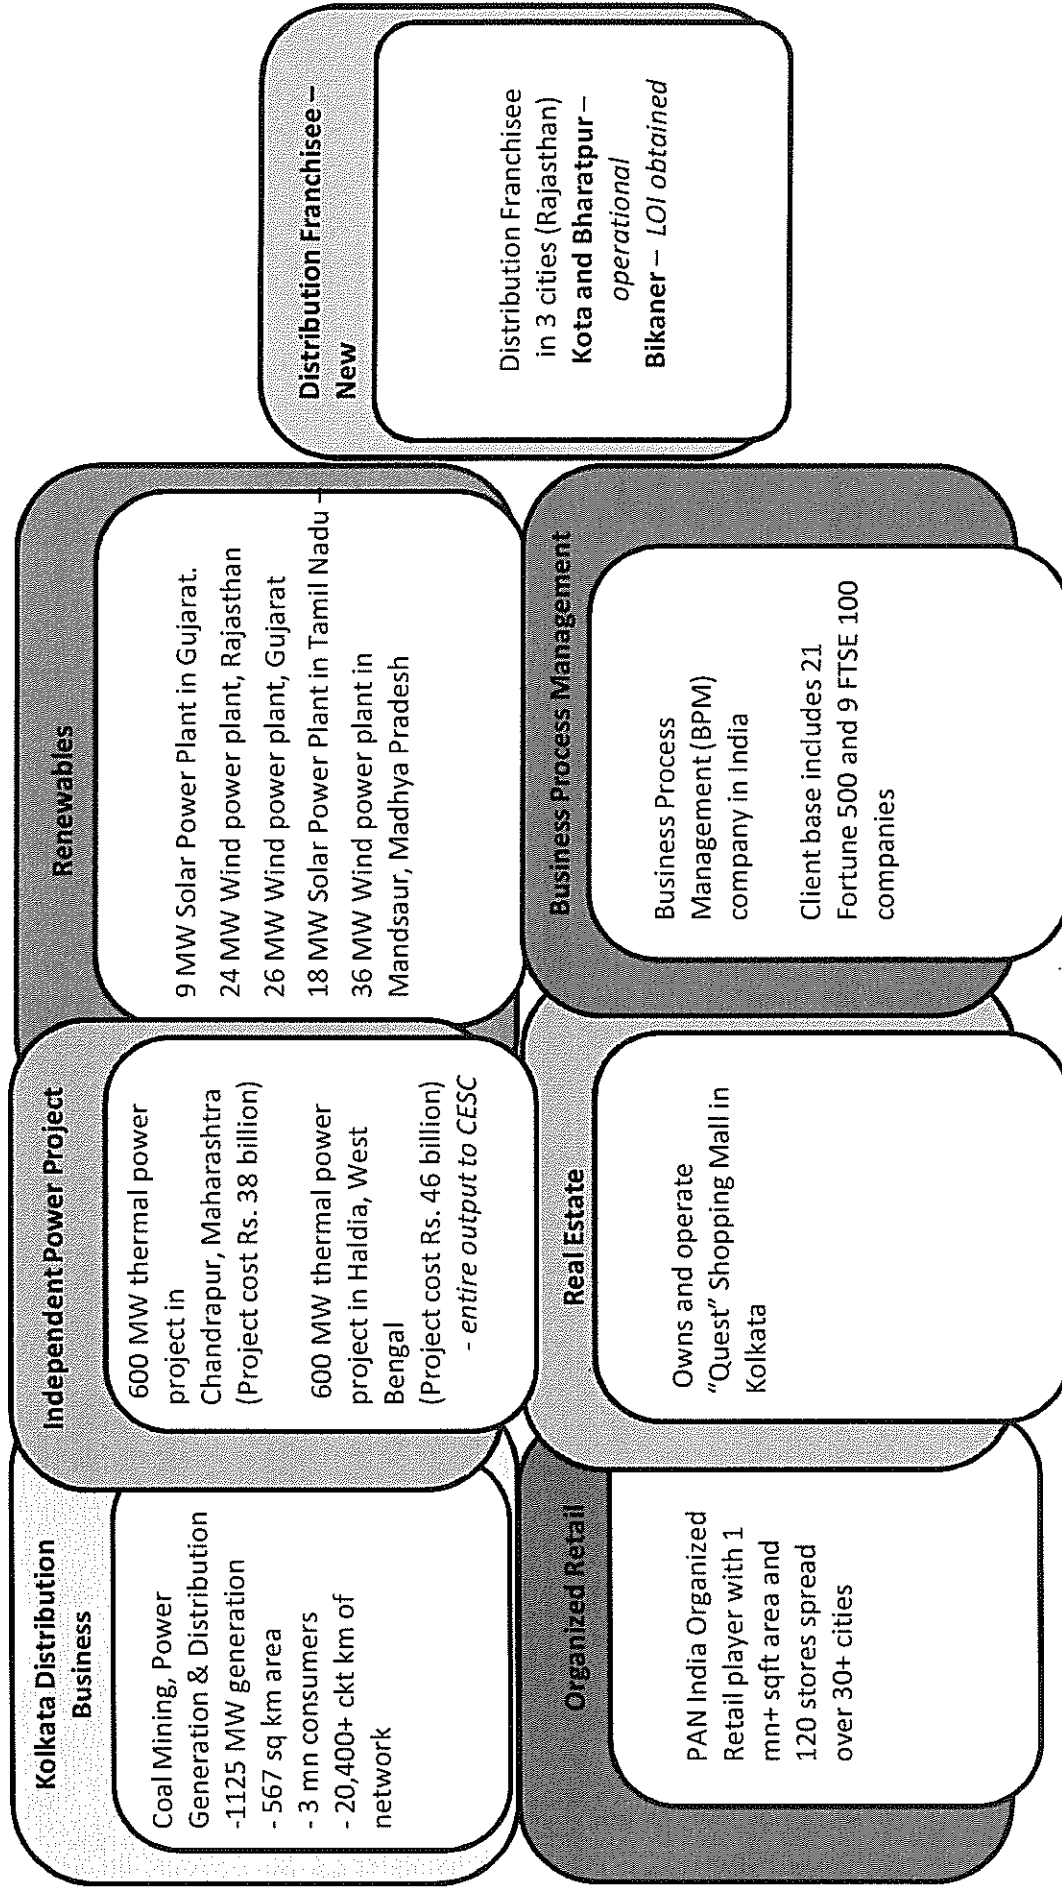 Kolkata Distribution
Business
Coal Mining, Power
Generation & Distribution
-1125 MW generation
- 567 sq km area
- 3 mn consumers
- 20,400+ ckt km of
network
Independent Power Project
600 MW thermal power
project in
Chandrapur, Maharashtra
(Project cost Rs. 38 billion)
600 MW thermal power
project in Haldia, West
Bengal
(Project cost Rs. 46 billion)
- entire output to CESC
Renewables
9 MW Solar Power Plant in Gujarat.
24 MW Wind power plant, Rajasthan
26 MW Wind power plant, Gujarat
18 MW Solar Power Plant in Tamil Nadu –
36 MW Wind power plant in
Mandsaur, Madhya Pradesh
Distribution Franchisee –
New
Distribution Franchisee
in 3 cities (Rajasthan)
Kota and Bharatpur–
operational
Bikaner – LOI obtained
Organized Retail
PAN India Organized
Retail player with 1
mn+ sqft area and
120 stores spread
over 30+ cities
Real Estate
Owns and operate
“Quest” Shopping Mall in
Kolkata
Business Process Management
Business Process
Management (BPM)
company in India
Client base includes 21
Fortune 500 and 9 FTSE 100
companies